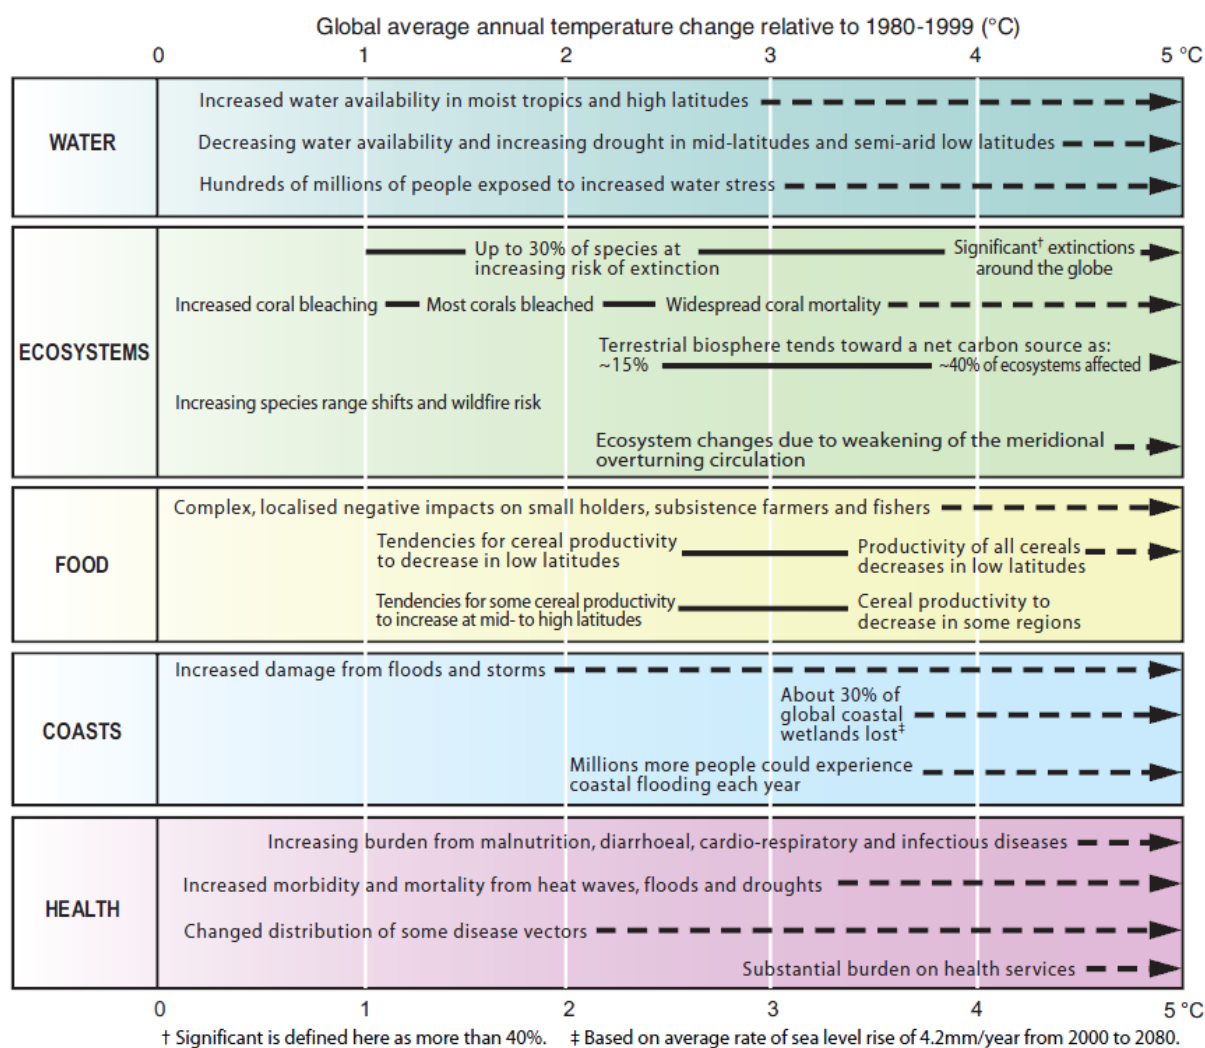 Global average annual temperature change relative to 1980-1999 (°C)
0 1 2 3 4 5 °C
WATER
Increased water availability in moist tropics and high latitudes
Decreasing water availability and increasing drought in mid-latitudes and semi-arid low latitudes
Hundreds of millions of people exposed to increased water stress
ECOSYSTEMS
Up to 30% of species at
increasing risk of extinction
Significant† extinctions
around the globe
Increased coral bleaching
Most corals bleached
Widespread coral mortality
Terrestrial biosphere tends toward a net carbon source as:
~15%
~40% of ecosystems affected
Increasing species range shifts and wildfire risk
Ecosystem changes due to weakening of the meridional
overturning circulation
FOOD
Complex, localised negative impacts on small holders, subsistence farmers and fishers
Tendencies for cereal productivity
to decrease in low latitudes
Productivity of all cereals
decreases in low latitudes
Tendencies for some cereal productivity
to increase at mid- to high latitudes
Cereal productivity to
decrease in some regions
COASTS
Increased damage from floods and storms
About 30% of
global coastal
wetlands lost‡
Millions more people could experience
coastal flooding each year
HEALTH
Increasing burden from malnutrition, diarrhoeal, cardio-respiratory and infectious diseases
Increased morbidity and mortality from heat waves, floods and droughts
Changed distribution of some disease vectors
Substantial burden on health services
0 1 2 3 4 5 °C
† Significant is defined here as more than 40%. ‡ Based on average rate of sea level rise of 4.2mm/year from 2000 to 2080.